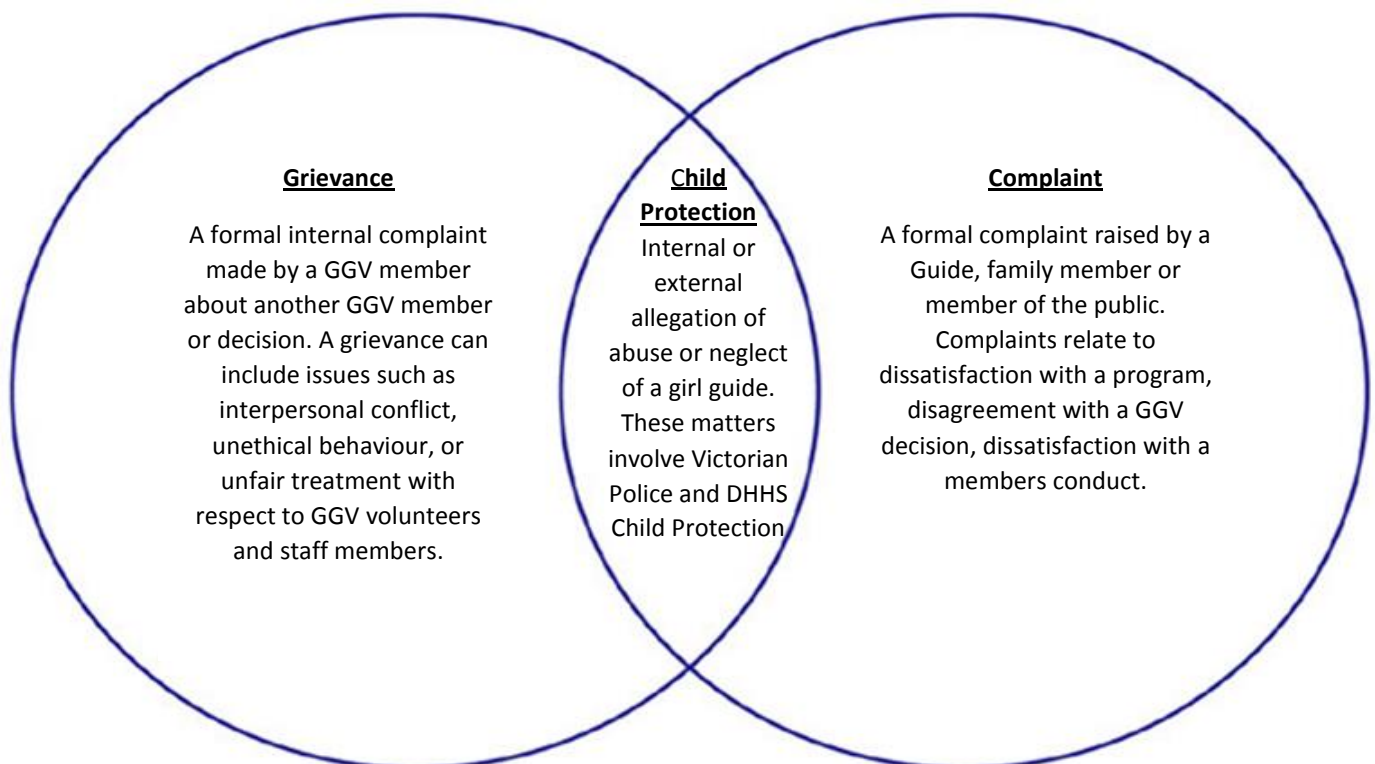 Grievance
A formal internal complaint
made by a GGV member
about another GGV member
or decision. A grievance can
include issues such as
interpersonal conflict,
unethical behaviour, or
unfair treatment with
respect to GGV volunteers
and staff members.
Child
Protection
Internal or
external
allegation of
abuse or neglect
of a girl guide.
These matters
involve Victorian
Police and DHHS
Child Protection
Complaint
A formal complaint raised by a
Guide, family member or
member of the public.
Complaints relate to
dissatisfaction with a program,
disagreement with a GGV
decision, dissatisfaction with a
members conduct.